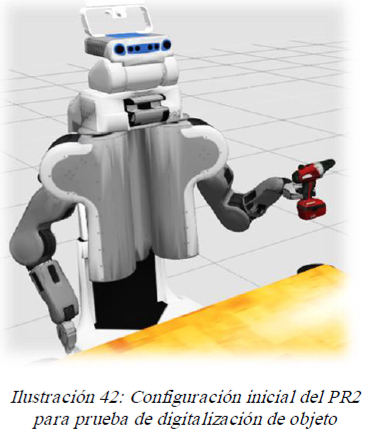 Ilustración 42: Configuración inicial del PR2
para prueba de digitalización de objeto